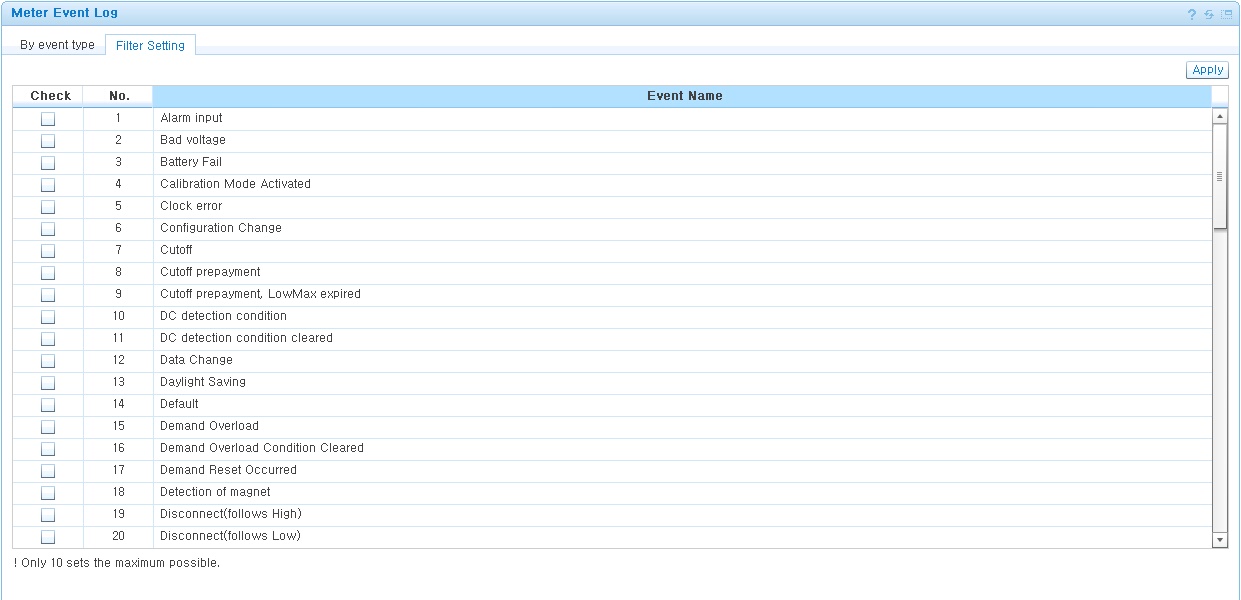 Meter Event Log
?
By event type Filter Setting
Apply
Check No. Event Name
1 Alarm input
2 Bad voltage
3 Battery Fail
4 Calibration Mode Activated
5 Clock error
6 Configuration Change
7 Cutoff
8 Cutoff prepayment
9 Cutoff prepayment, LowMax expired
10 DC detection condition
11 DC detection condition cleared
12 Data Change
13 Daylight Saving
14 Default
15 Demand Overload
16 Demand Overload Condition Cleared
17 Demand Reset Occurred
18 Detection of magnet
19 Disconnect(follows High)
20 Disconnect(follows Low)
! Only 10 sets the maximum possible.